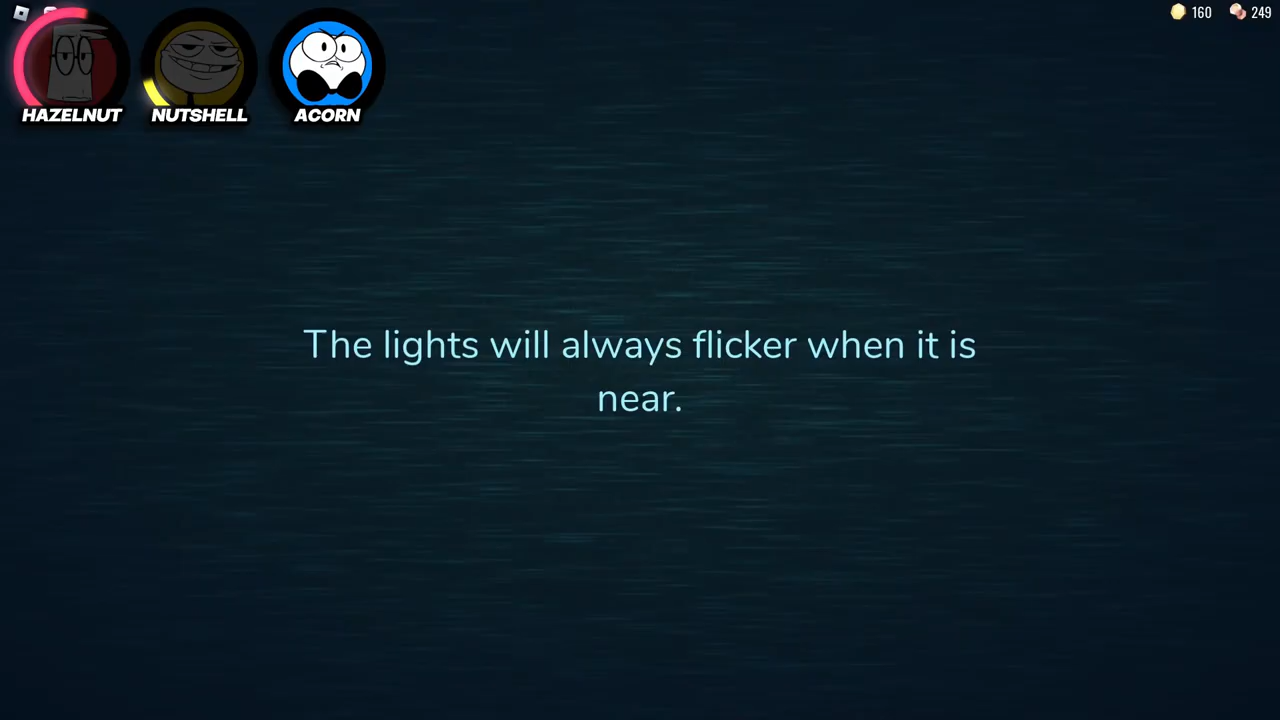 160 249
HAZELNUT NUTSHELL ACORN
The lights will always flicker when it is
near.